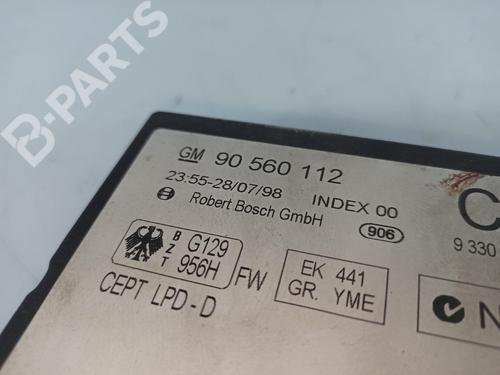 B-PARTS
GM 90 560 112
23:55-28/07/98
INDEX 00
Robert Bosch GmbH
906
9 330
BZT G129
956H
FW
EK 441
GR. YME
CEPT LPD-D
N
C